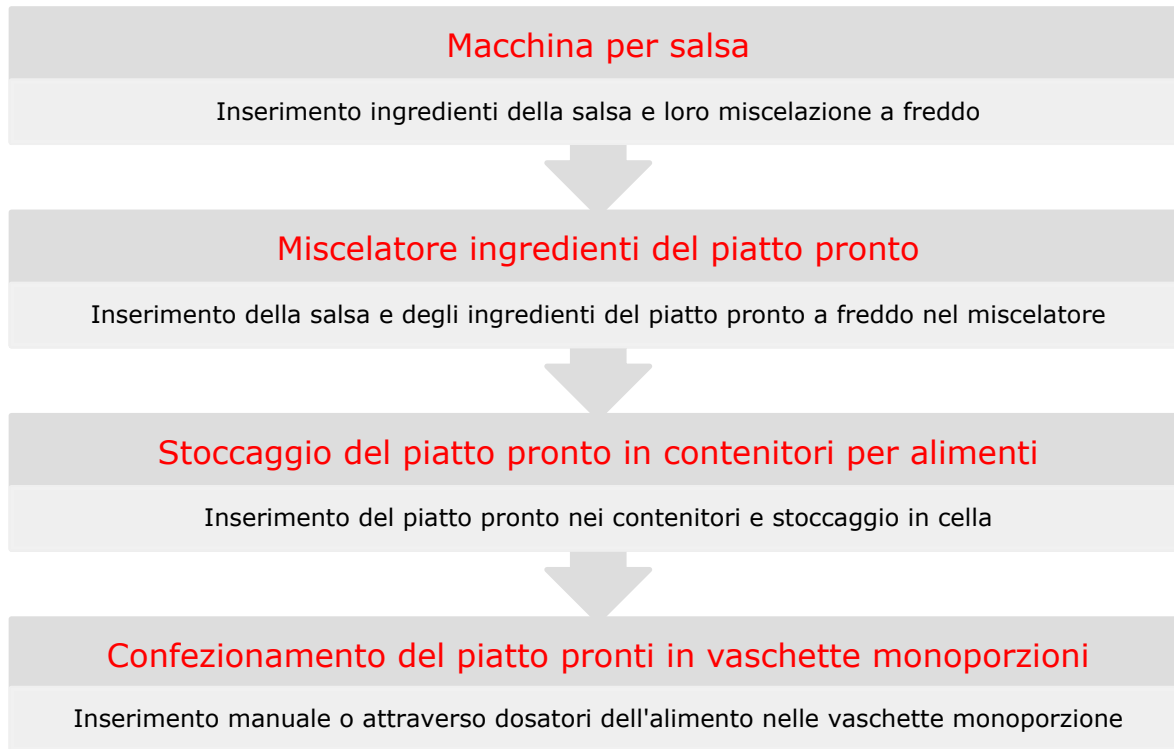 Macchina per salsa
Inserimento ingredienti della salsa e loro miscelazione a freddo
Miscelatore ingredienti del piatto pronto
Inserimento della salsa e degli ingredienti del piatto pronto a freddo nel miscelatore
Stoccaggio del piatto pronto in contenitori per alimenti
Inserimento del piatto pronto nei contenitori e stoccaggio in cella
Confezionamento del piatto pronti in vaschette monoporzioni
Inserimento manuale o attraverso dosatori dell'alimento nelle vaschette monoporzione